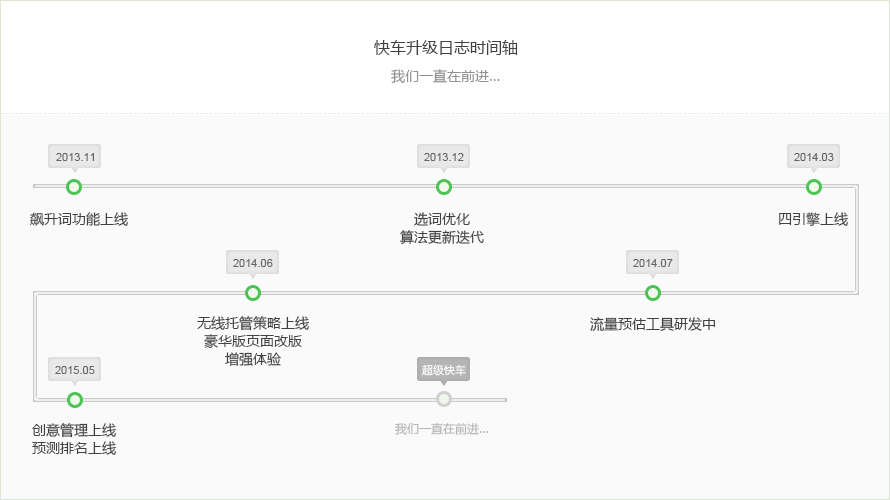 快车升级日志时间轴
我们一直在前进...
2013.11
2013.12
2014.03
飙升词功能上线
选词优化
算法更新迭代
四引擎上线
2014.06
2014.07
无线托管策略上线
豪华版页面改版
增强体验
流量预估工具研发中
2015.05
超级快车
创意管理上线
预测排名上线
我们一直在前进...